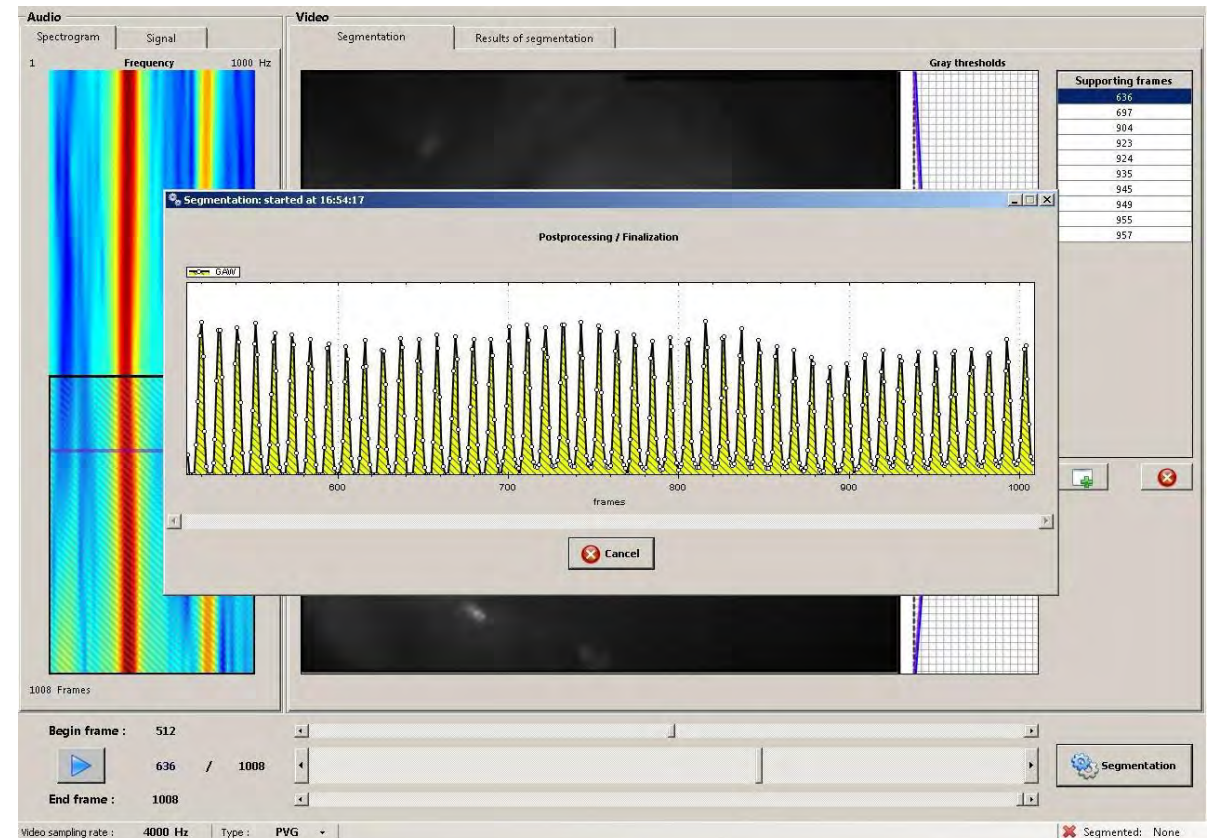 Audio
Video
Spectrogram Signal
Segmentation Results of segmentation
1 Frequency 1000 Hz
Gray thresholds
Supporting frames
636
697
904
923
924
935
945
949
955
957
Segmentation: started at 16:54:17
Postprocessing / Finalization
GAW
600 700 800 900 1000
frames
Cancel
1008 Frames
Begin frame : 512
636 / 1008
Segmentation
End frame : 1008
Video sampling rate : 4000 Hz Type : PVG
Segmented: None